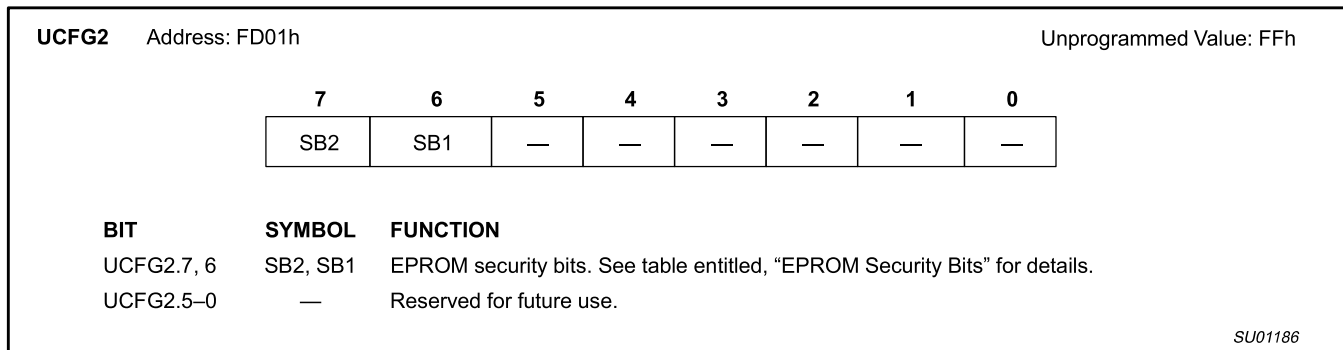 UCFG2 Address: FD01h Unprogrammed Value: FFh
7 6 5 4 3 2 1 0
SB2 SB1 — — — — — —
BIT SYMBOL FUNCTION
UCFG2.7, 6 SB2, SB1 EPROM security bits. See table entitled, “EPROM Security Bits” for details.
UCFG2.5–0 — Reserved for future use.
SU01186